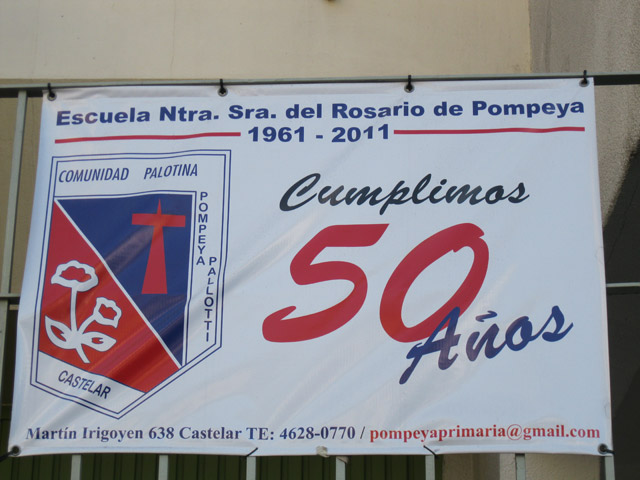 Escuela Ntra. Sra. del Rosario de Pompeya
1961 - 2011
COMUNIDAD PALOTINA
POMPEYA PALLOTTI
CASTELAR
Cumplimos
50
Años
Martín Irigoyen 638 Castelar TE: 4628-0770 / pompeyaprimaria@gmail.com